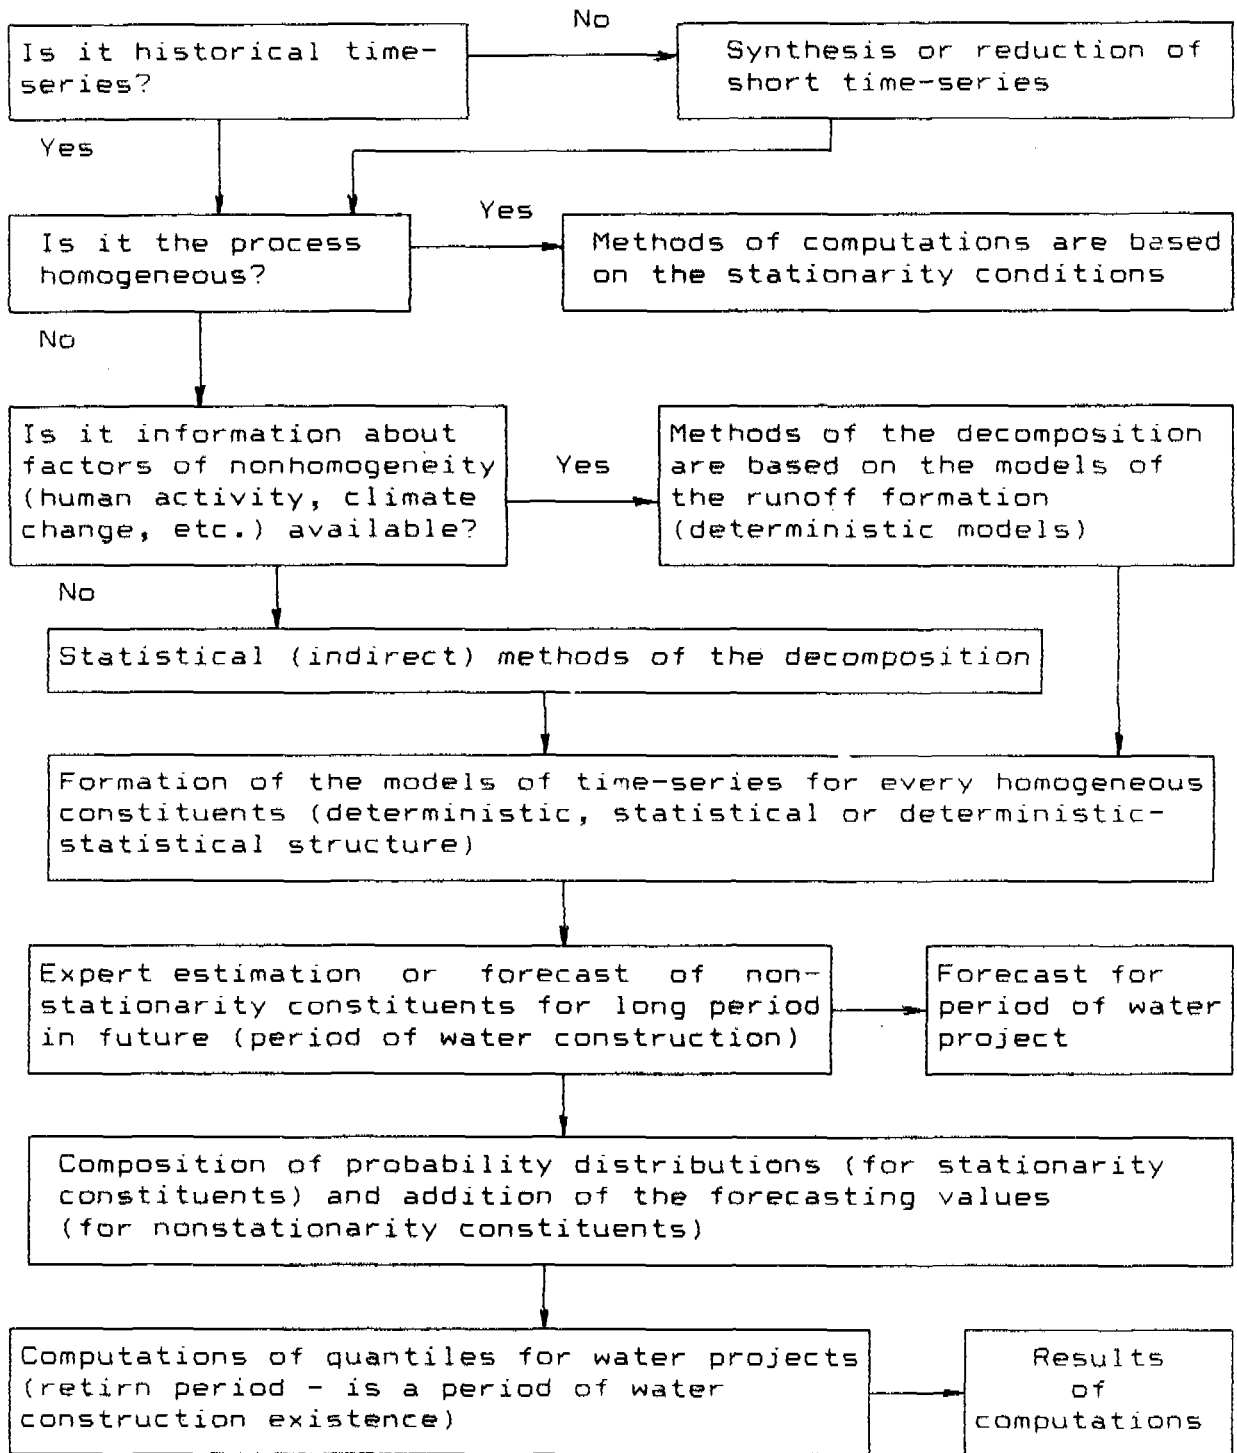 No
Is it historical time-
series?
Synthesis or reduction of
short time-series
Yes
Is it the process
homogeneous?
Yes
Methods of computations are based
on the stationarity conditions
No
Is it information about
factors of nonhomogeneity
(human activity, climate
change, etc.) available?
Yes
Methods of the decomposition
are based on the models of
the runoff formation
(deterministic models)
No
Statistical (indirect) methods of the decomposition
Formation of the models of time-series for every homogeneous
constituents (deterministic, statistical or deterministic-
statistical structure)
Expert estimation or forecast of non-
stationarity constituents for long period
in future (period of water construction)
Forecast for
period of water
project
Composition of probability distributions (for stationarity
constituents) and addition of the forecasting values
(for nonstationarity constituents)
Computations of quantiles for water projects
(retirn period - is a period of water
construction existence)
Results
of
computations